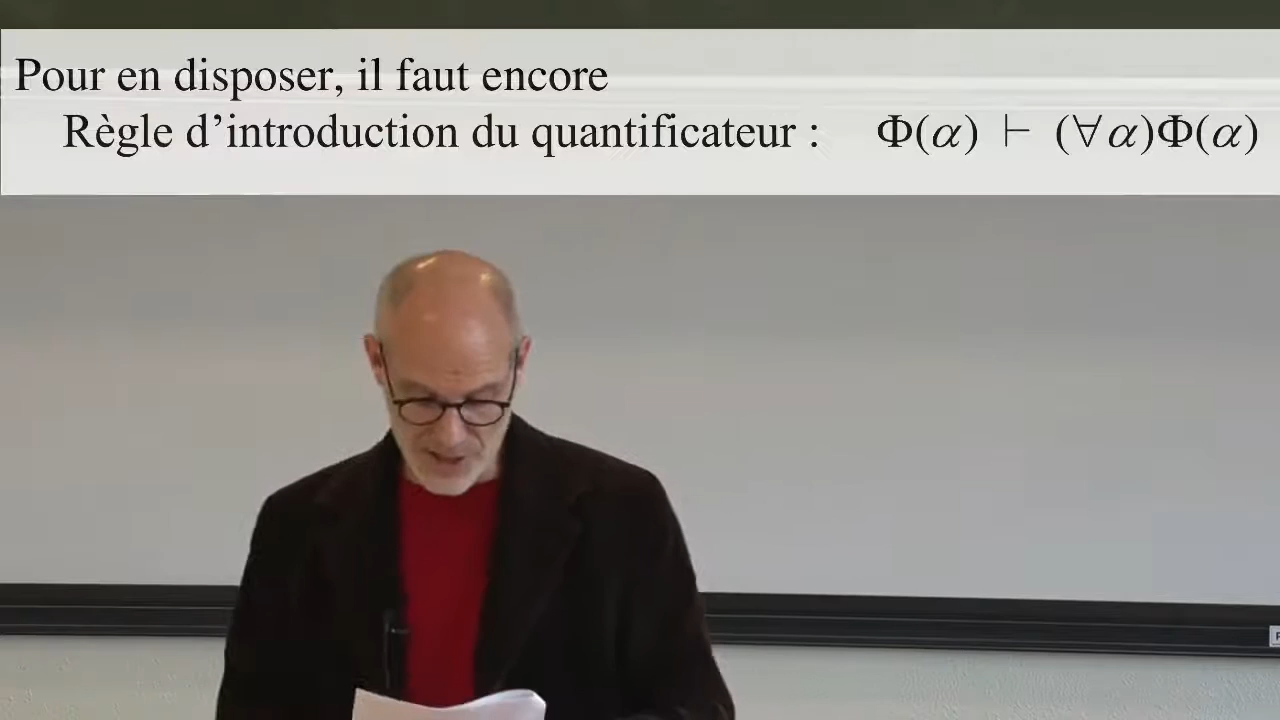 Pour en disposer, il faut encore
Règle d’introduction du quantificateur : Φ(α) ⊢ (∀α)Φ(α)